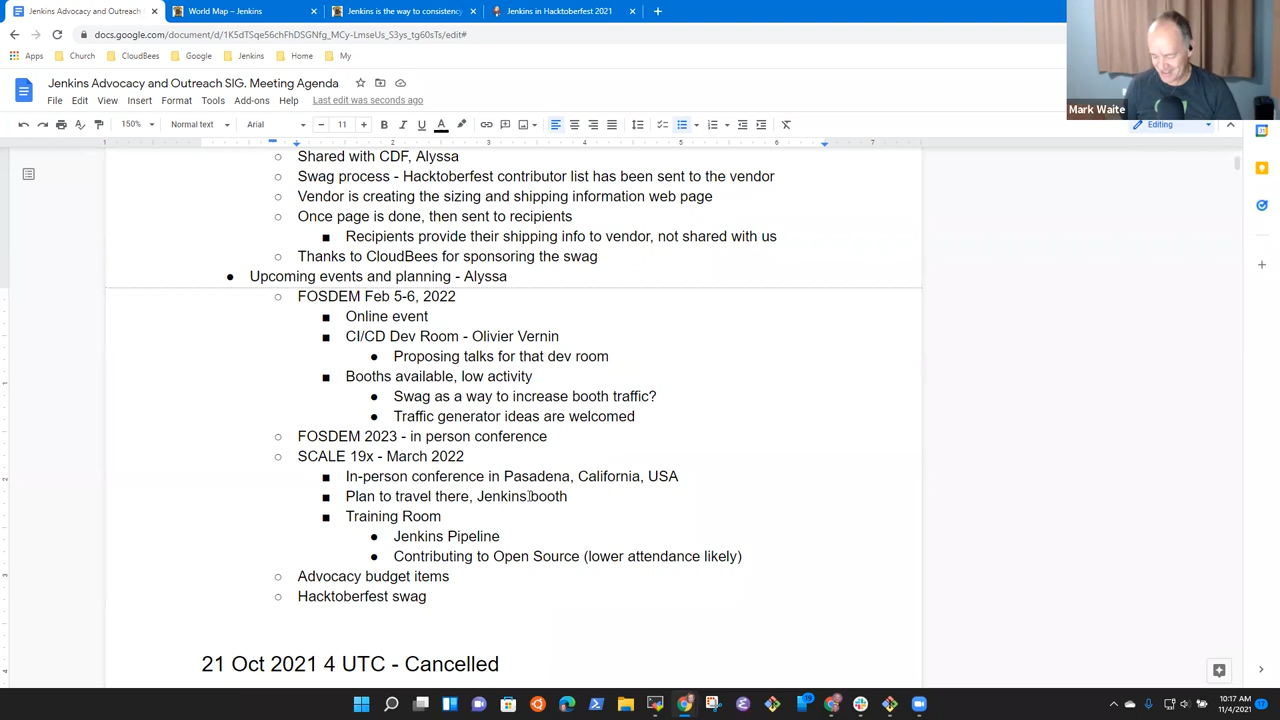 Jenkins Advocacy and Outreach
World Map – Jenkins
Jenkins is the way to consistency
Jenkins in Hacktoberfest 2021
docs.google.com/document/d/1K5dTSqe56chFhDSGNfg_MCy-LmseUs_S3ys_tg60sTs/edit#
Apps Church CloudBees Google Jenkins Home My
Jenkins Advocacy and Outreach SIG. Meeting Agenda
File Edit View Insert Format Tools Add-ons Help Last edit was seconds ago
150% Normal text Arial 11 Editing
Mark Waite
1 1 2 3 4 5 6 7
Shared with CDF, Alyssa
Swag process - Hacktoberfest contributor list has been sent to the vendor
Vendor is creating the sizing and shipping information web page
Once page is done, then sent to recipients
Recipients provide their shipping info to vendor, not shared with us
Thanks to CloudBees for sponsoring the swag
Upcoming events and planning - Alyssa
FOSDEM Feb 5-6, 2022
Online event
CI/CD Dev Room - Olivier Vernin
Proposing talks for that dev room
Booths available, low activity
Swag as a way to increase booth traffic?
Traffic generator ideas are welcomed
FOSDEM 2023 - in person conference
SCALE 19x - March 2022
In-person conference in Pasadena, California, USA
Plan to travel there, Jenkins booth
Training Room
Jenkins Pipeline
Contributing to Open Source (lower attendance likely)
Advocacy budget items
Hacktoberfest swag
21 Oct 2021 4 UTC - Cancelled
10:17 AM
11/4/2021